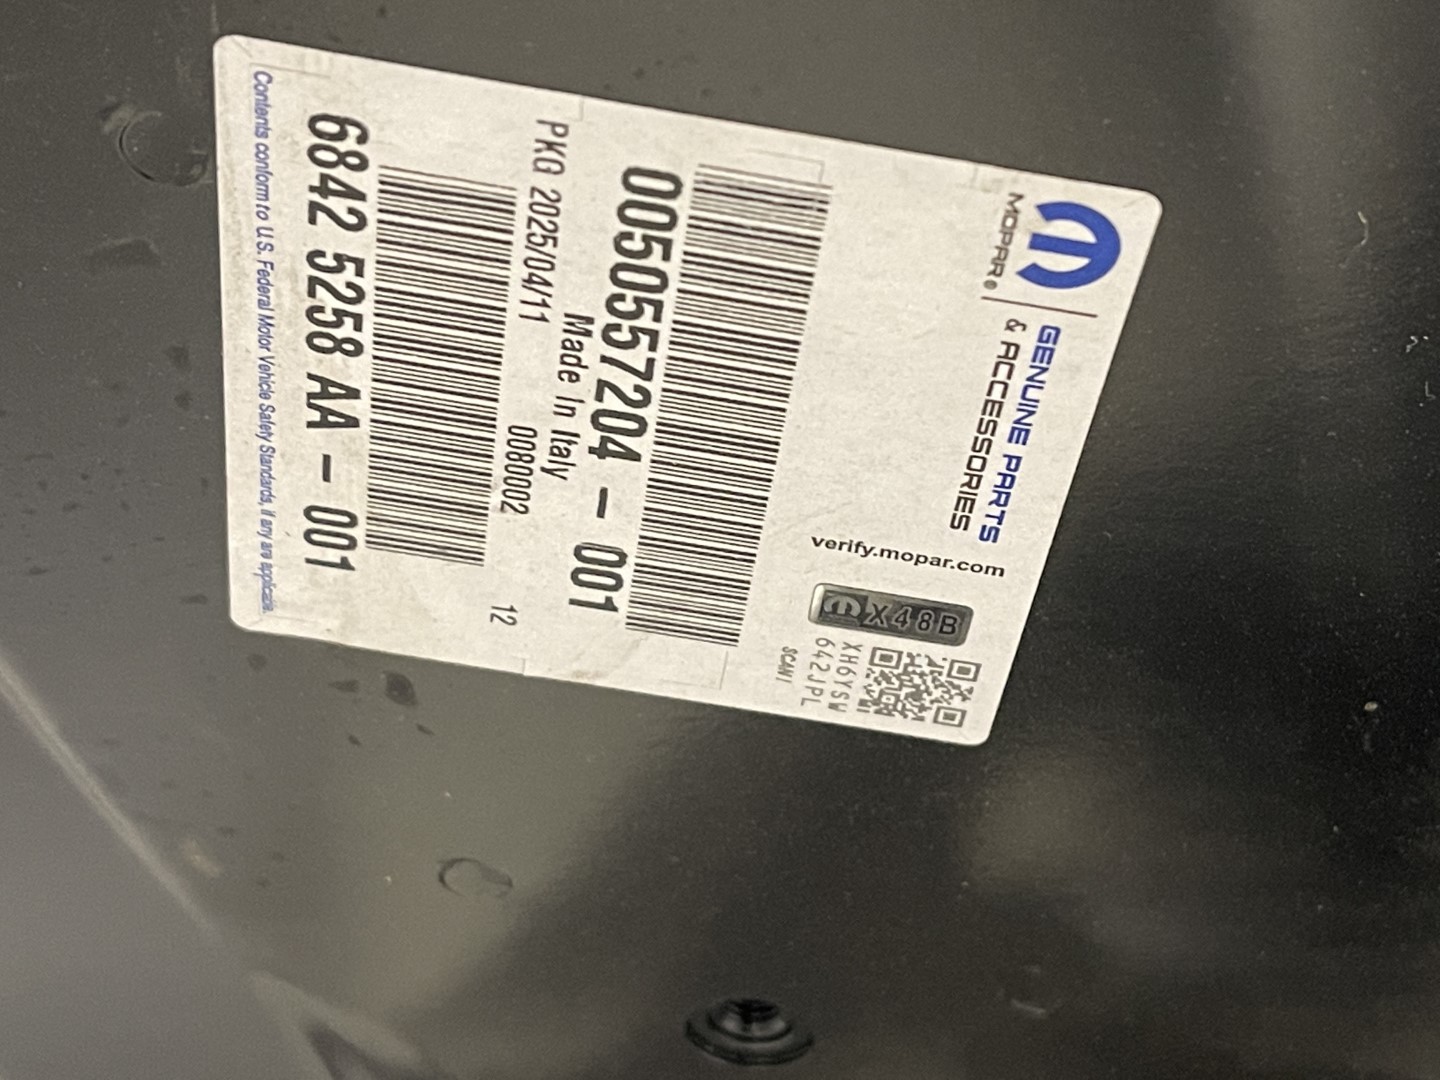 MOPAR®
GENUINE PARTS
& ACCESSORIES
verify.mopar.com
X48B
XH6YSW
642JPL
SCAN!
0050557204 - 001
Made In Italy
PKG 2025/04/11 0080002 12
6842 5258 AA - 001
Contents conform to U.S. Federal Motor Vehicle Safety Standards, if any are applicable.